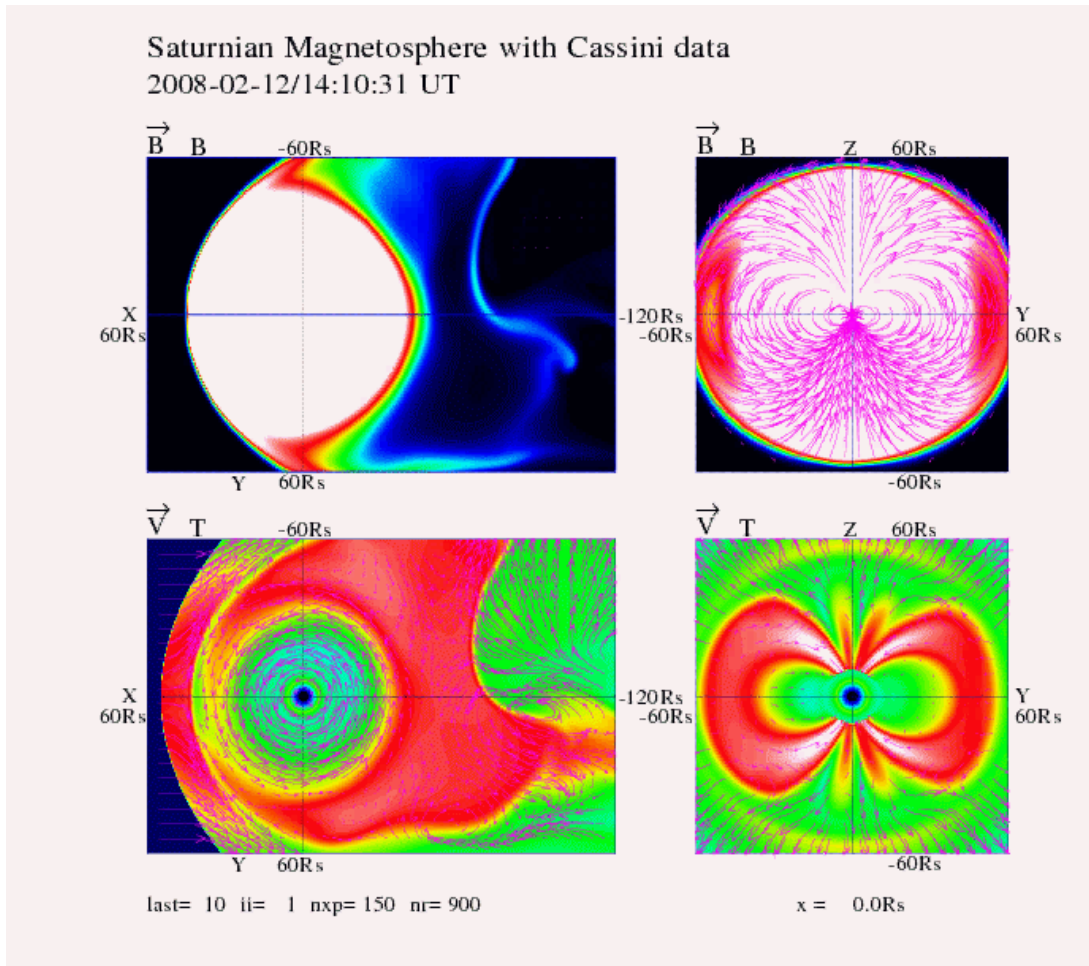 Saturnian Magnetosphere with Cassini data
2008-02-12/14:10:31 UT
B B -60Rs
X
60Rs
-120Rs
Y 60Rs
B B Z 60Rs
-60Rs
Y
60Rs
-60Rs
V T -60Rs
X
60Rs
-120Rs
Y 60Rs
V T Z 60Rs
-60Rs
Y
60Rs
-60Rs
last= 10 ii= 1 nxp= 150 nr= 900
x = 0.0Rs